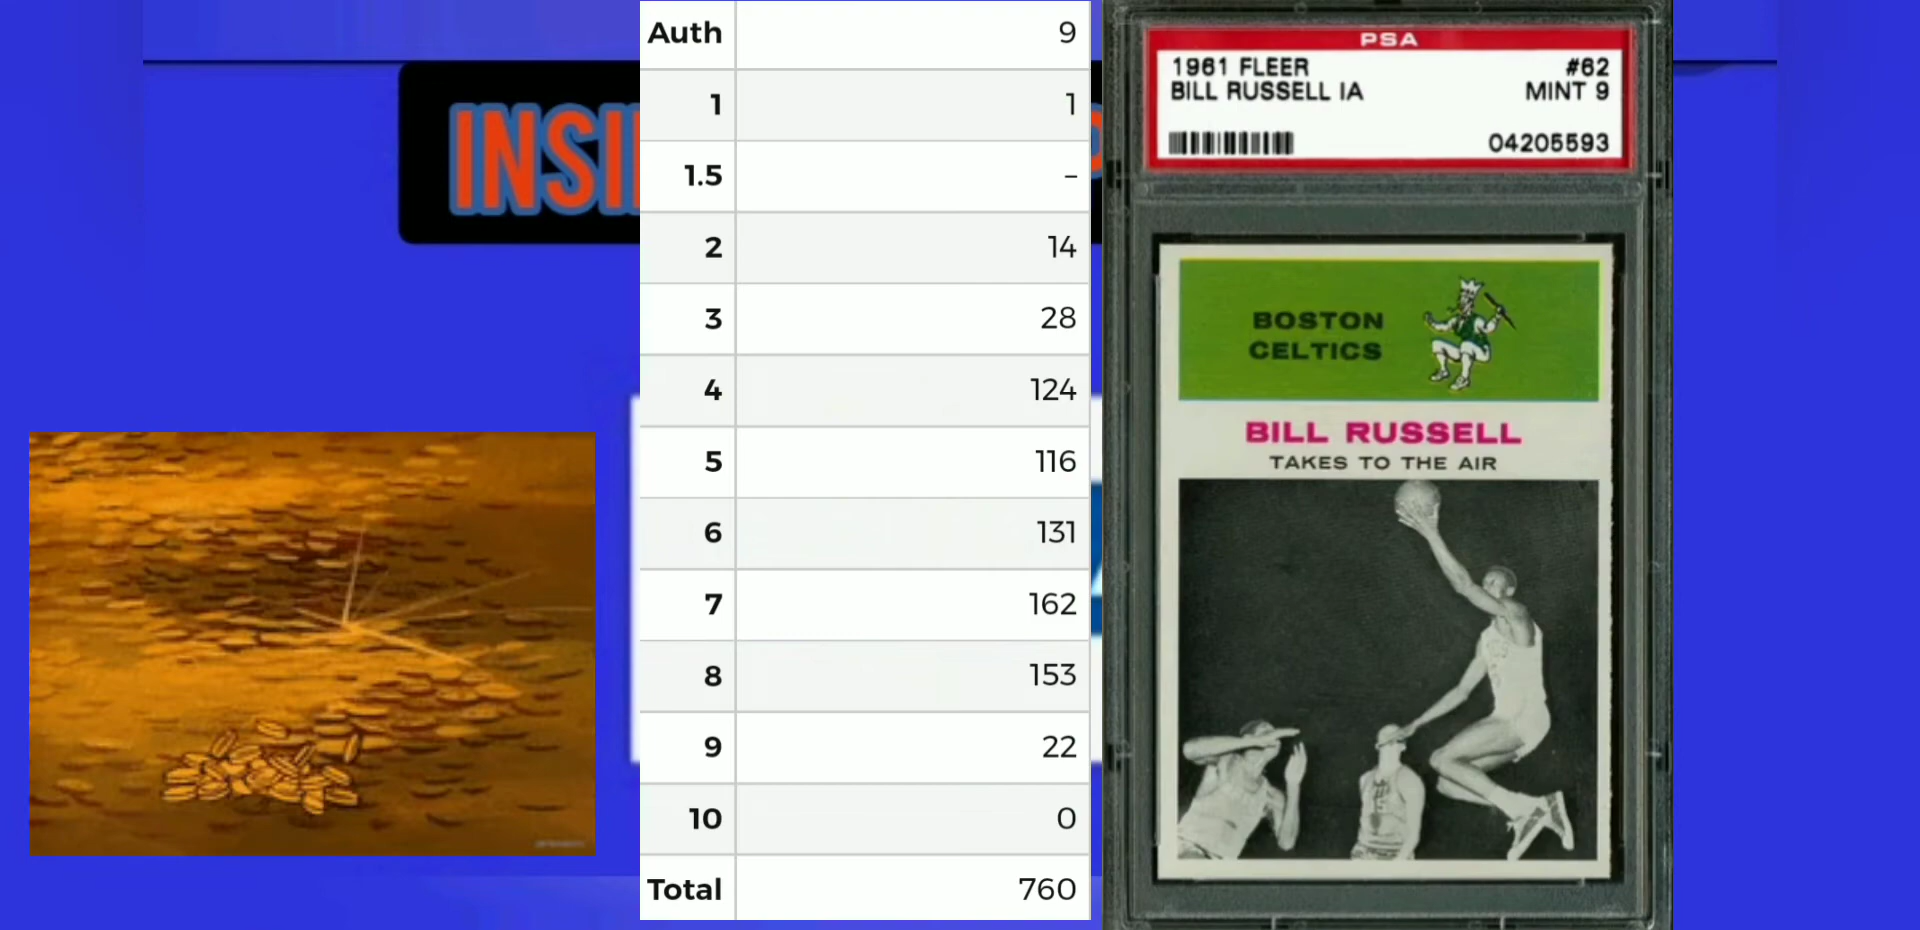 INSI
Auth 9
1 1
1.5 –
2 14
3 28
4 124
5 116
6 131
7 162
8 153
9 22
10 0
Total 760
PSA
1961 FLEER #62
BILL RUSSELL IA MINT 9
04205593
BOSTON
CELTICS
BILL RUSSELL
TAKES TO THE AIR